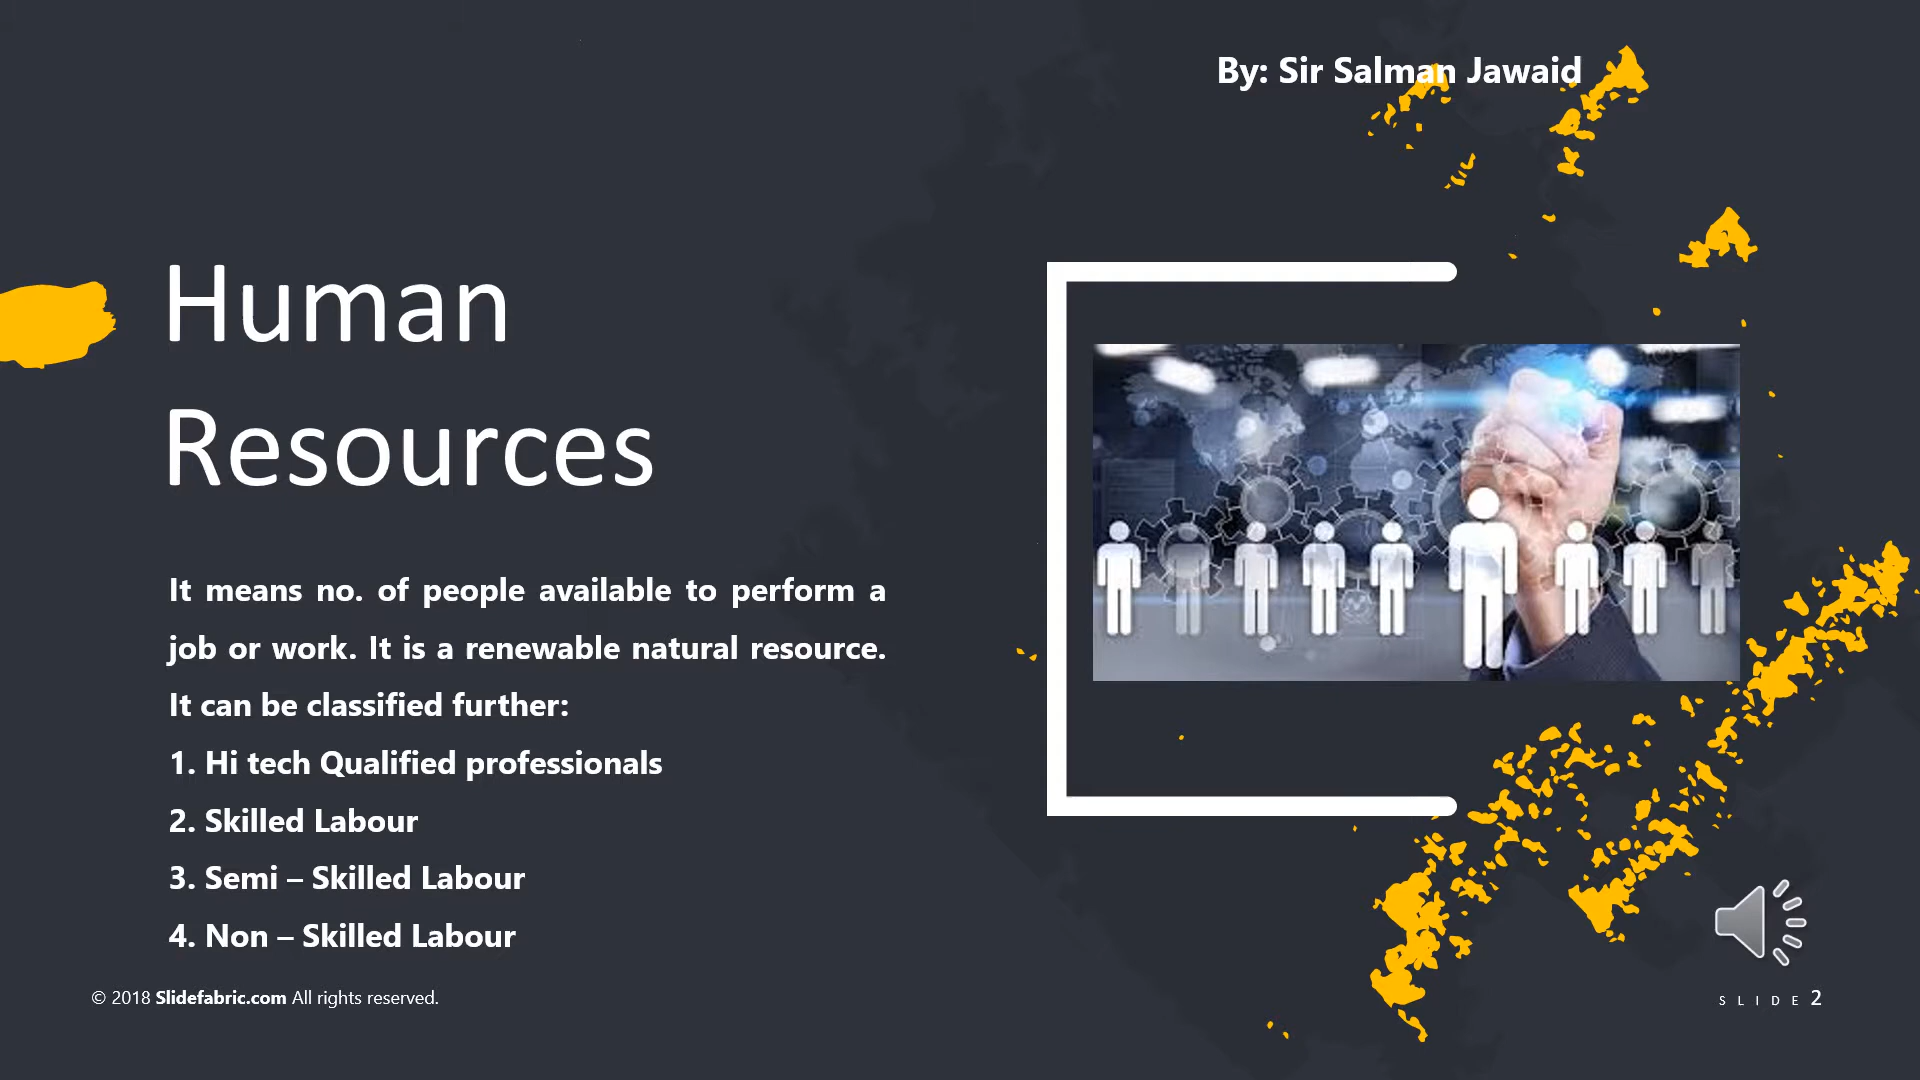 By: Sir Salman Jawaid
Human
Resources
It means no. of people available to perform a
job or work. It is a renewable natural resource.
It can be classified further:
1. Hi tech Qualified professionals
2. Skilled Labour
3. Semi – Skilled Labour
4. Non – Skilled Labour
© 2018 Slidefabric.com All rights reserved.
SLIDE 2